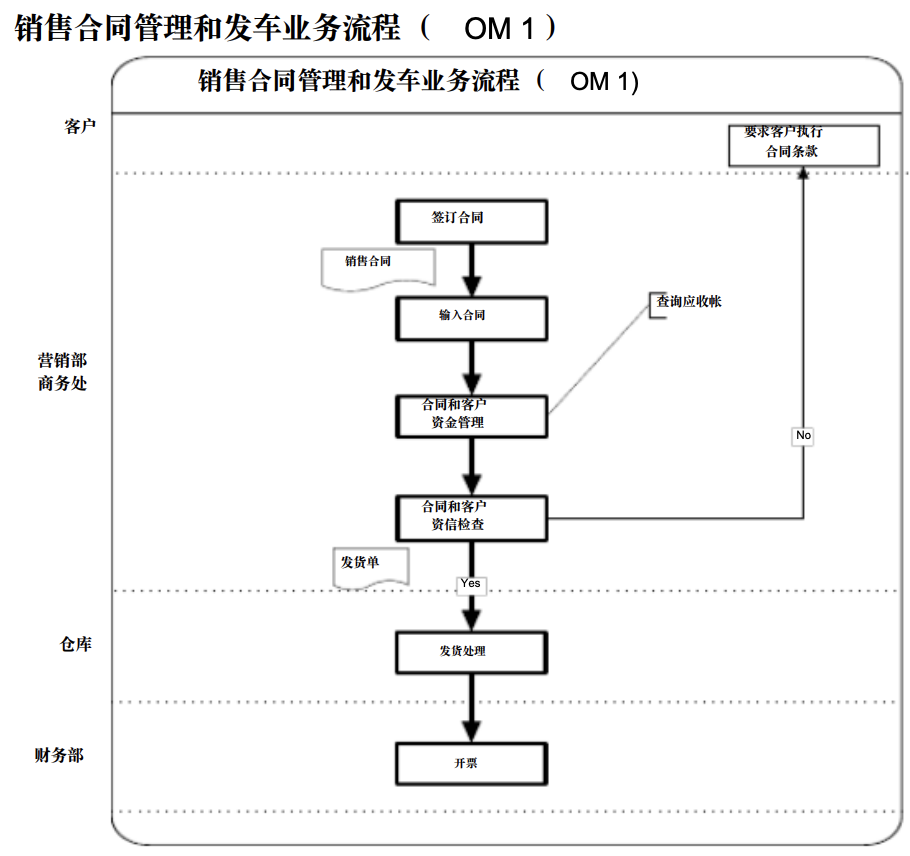 销售合同管理和发车业务流程（ OM 1）
销售合同管理和发车业务流程（ OM 1)
客户
要求客户执行
合同条款
签订合同
销售合同
输入合同
查询应收帐
营销部
商务处
合同和客户
资金管理
No
合同和客户
资信检查
发货单
Yes
仓库
发货处理
财务部
开票